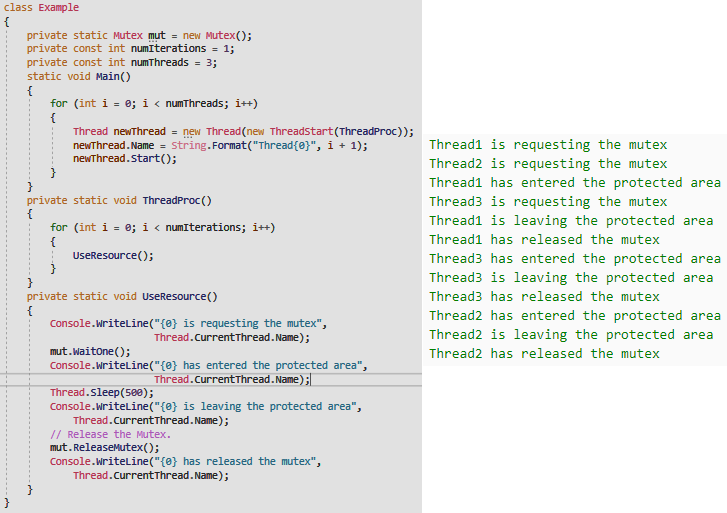 class Example
{
private static Mutex mut = new Mutex();
private const int numIterations = 1;
private const int numThreads = 3;
static void Main()
{
for (int i = 0; i < numThreads; i++)
{
Thread newThread = new Thread(new ThreadStart(ThreadProc));
newThread.Name = String.Format("Thread{0}", i + 1);
newThread.Start();
}
}
private static void ThreadProc()
{
for (int i = 0; i < numIterations; i++)
{
UseResource();
}
}
private static void UseResource()
{
Console.WriteLine("{0} is requesting the mutex",
Thread.CurrentThread.Name);
mut.WaitOne();
Console.WriteLine("{0} has entered the protected area",
Thread.CurrentThread.Name);
Thread.Sleep(500);
Console.WriteLine("{0} is leaving the protected area",
Thread.CurrentThread.Name);
// Release the Mutex.
mut.ReleaseMutex();
Console.WriteLine("{0} has released the mutex",
Thread.CurrentThread.Name);
}
}
Thread1 is requesting the mutex
Thread2 is requesting the mutex
Thread1 has entered the protected area
Thread3 is requesting the mutex
Thread1 is leaving the protected area
Thread1 has released the mutex
Thread3 has entered the protected area
Thread3 is leaving the protected area
Thread3 has released the mutex
Thread2 has entered the protected area
Thread2 is leaving the protected area
Thread2 has released the mutex